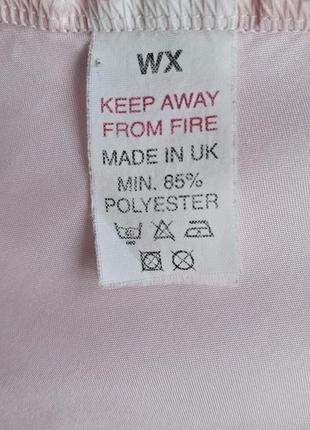 WX
KEEP AWAY
FROM FIRE
MADE IN UK
MIN. 85%
POLYESTER